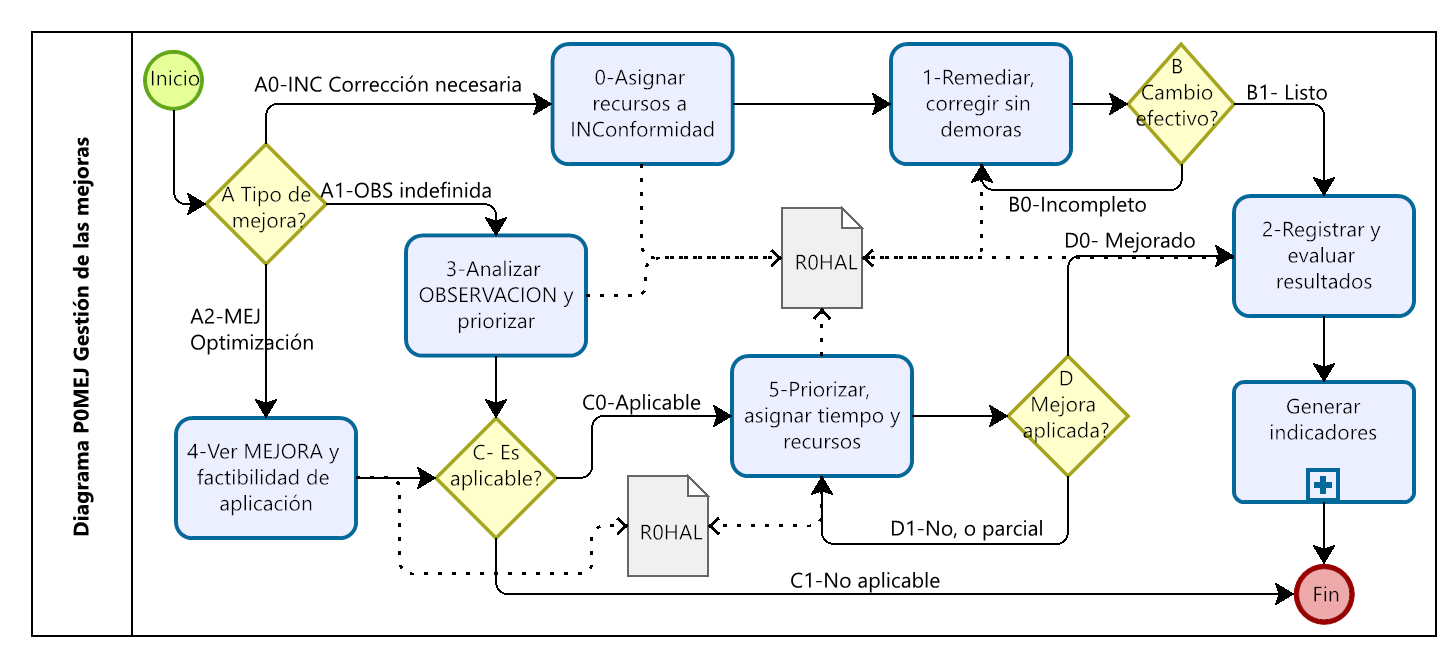 Diagrama P0MEJ Gestión de las mejoras
Inicio
A0-INC Corrección necesaria
0-Asignar
recursos a
INConformidad
1-Remediar,
corregir sin
demoras
B
Cambio
efectivo?
B1- Listo
A Tipo de
mejora?
A1-OBS indefinida
B0-Incompleto
2-Registrar y
evaluar
resultados
D0- Mejorado
R0HAL
3-Analizar
OBSERVACION y
priorizar
A2-MEJ
Optimización
C0-Aplicable
5-Priorizar,
asignar tiempo y
recursos
D
Mejora
aplicada?
Generar
indicadores
4-Ver MEJORA y
factibilidad de
aplicación
C- Es
aplicable?
R0HAL
D1-No, o parcial
C1-No aplicable
Fin